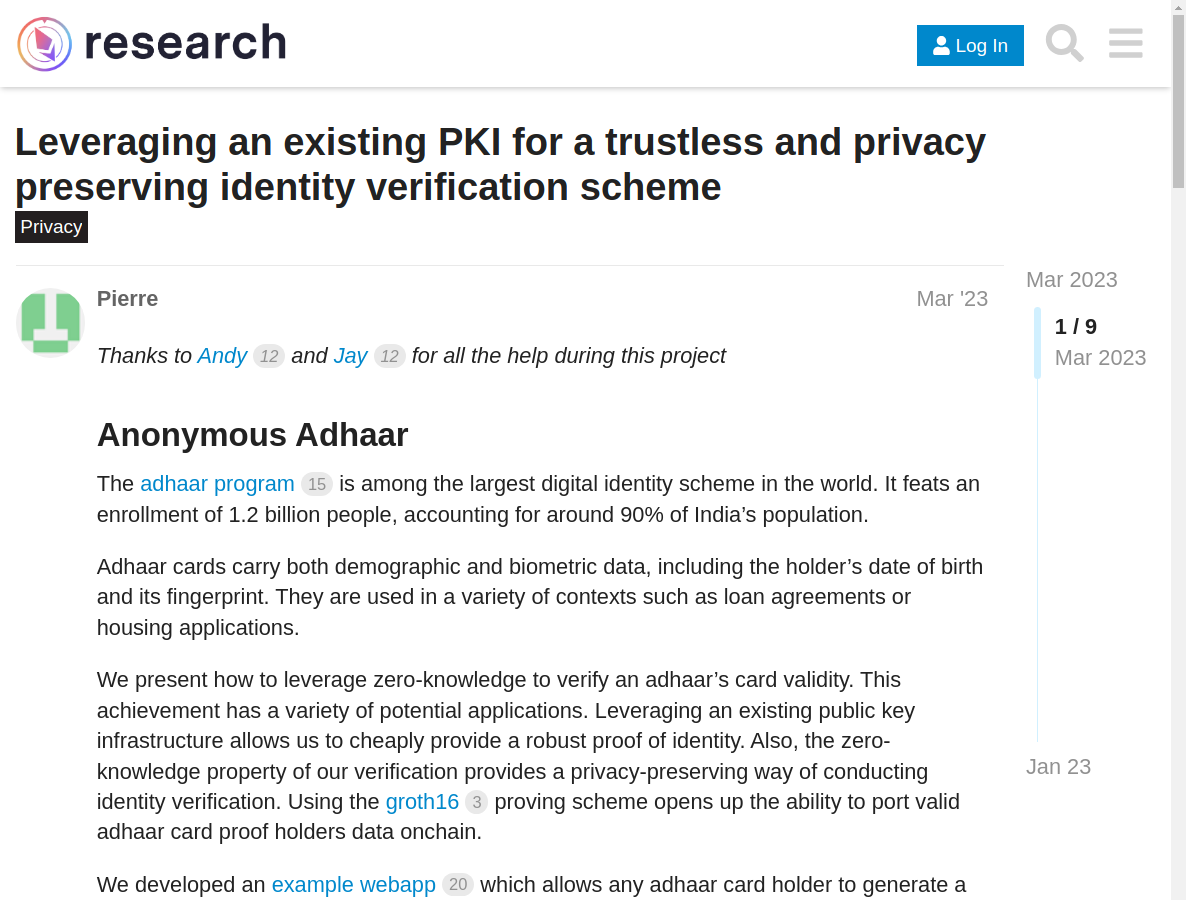 research
Log In
Leveraging an existing PKI for a trustless and privacy
preserving identity verification scheme
Privacy
Mar 2023
Pierre
Mar '23
1 / 9
Mar 2023
Thanks to Andy 12 and Jay 12 for all the help during this project
Anonymous Adhaar
The adhaar program 15 is among the largest digital identity scheme in the world. It feats an
enrollment of 1.2 billion people, accounting for around 90% of India’s population.
Adhaar cards carry both demographic and biometric data, including the holder’s date of birth
and its fingerprint. They are used in a variety of contexts such as loan agreements or
housing applications.
We present how to leverage zero-knowledge to verify an adhaar’s card validity. This
achievement has a variety of potential applications. Leveraging an existing public key
infrastructure allows us to cheaply provide a robust proof of identity. Also, the zero-
knowledge property of our verification provides a privacy-preserving way of conducting
identity verification. Using the groth16 3 proving scheme opens up the ability to port valid
adhaar card proof holders data onchain.
Jan 23
We developed an example webapp 20 which allows any adhaar card holder to generate a